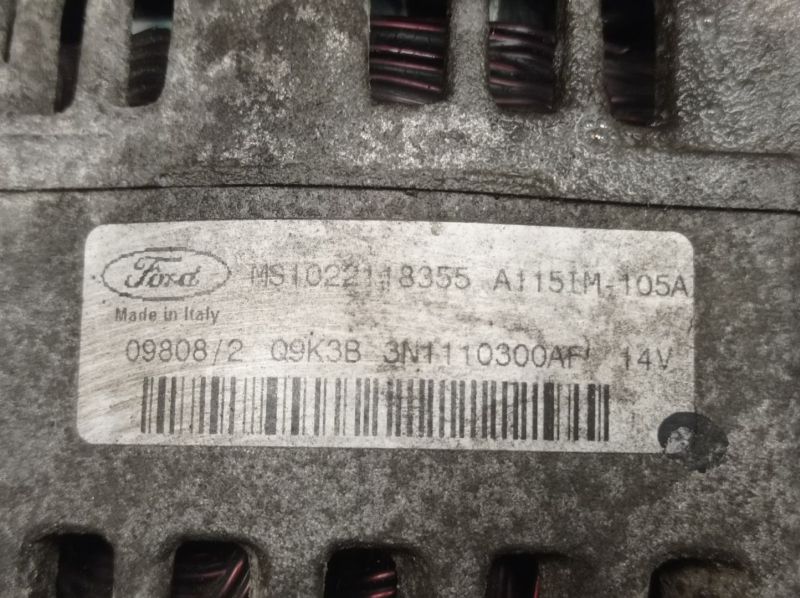 Ford MS1022118355 A115IM-105A
Made in Italy
09808/2 Q9K3B 3N1110300AF 14V